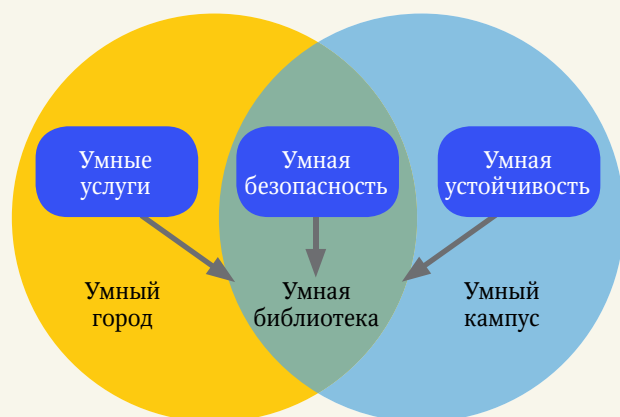 Умные
услуги
Умная
безопасность
Умная
устойчивость
Умный
город
Умная
библиотека
Умный
кампус